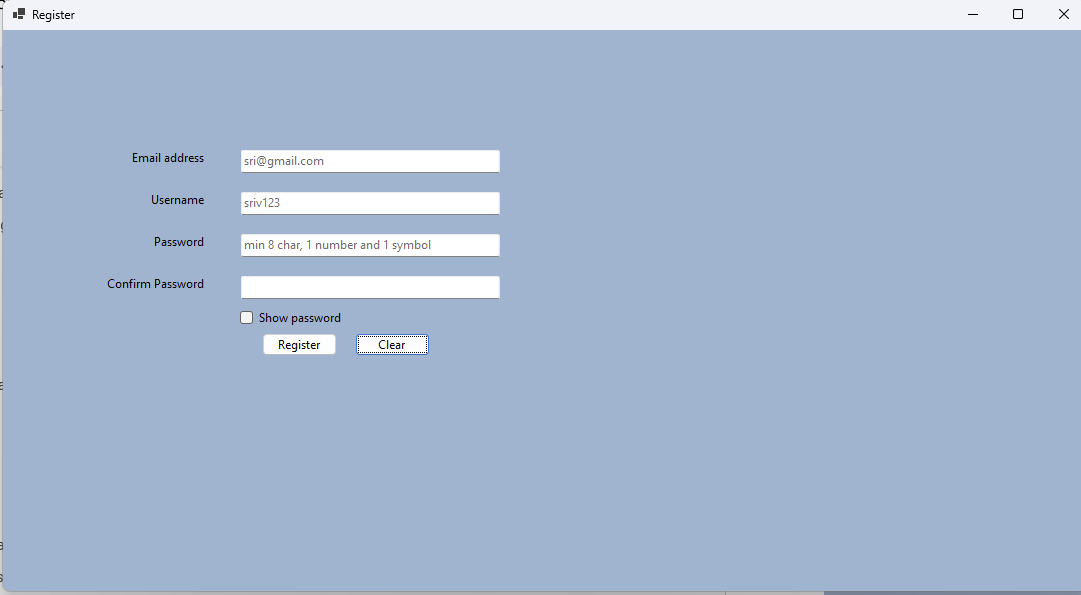 Register
Email address sri@gmail.com
Username sriv123
Password min 8 char, 1 number and 1 symbol
Confirm Password
Show password
Register Clear